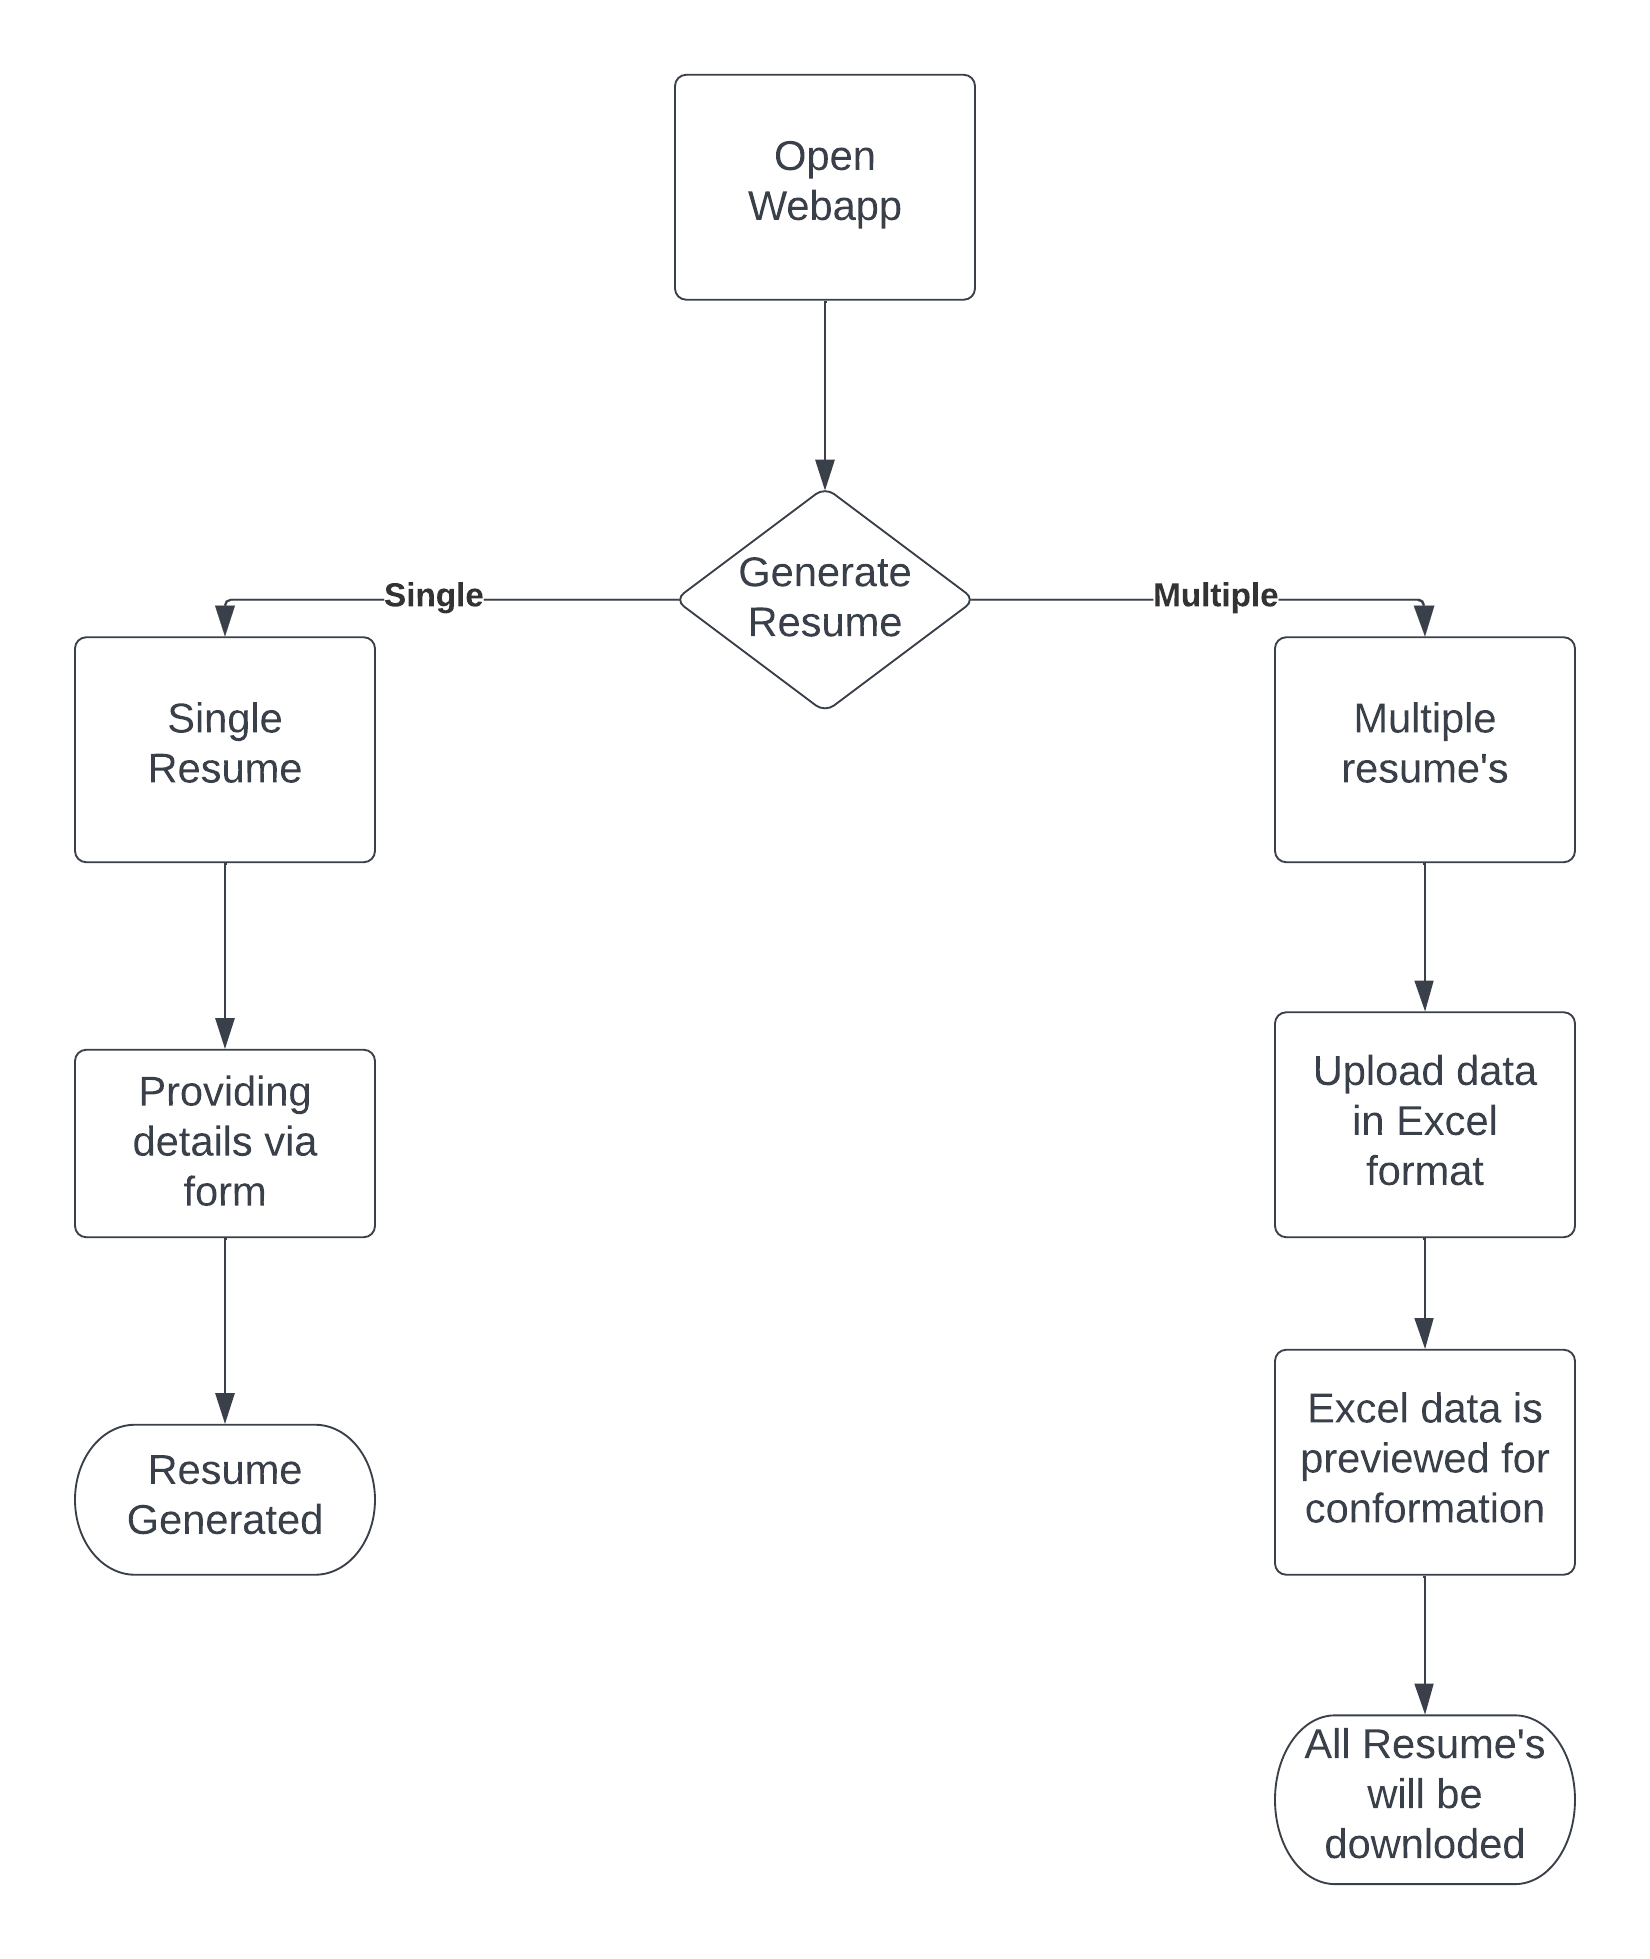 Open
Webapp
Generate
Resume
Single
Multiple
Single
Resume
Multiple
resume's
Providing
details via
form
Upload data
in Excel
format
Resume
Generated
Excel data is
previewed for
conformation
All Resume's
will be
downloded